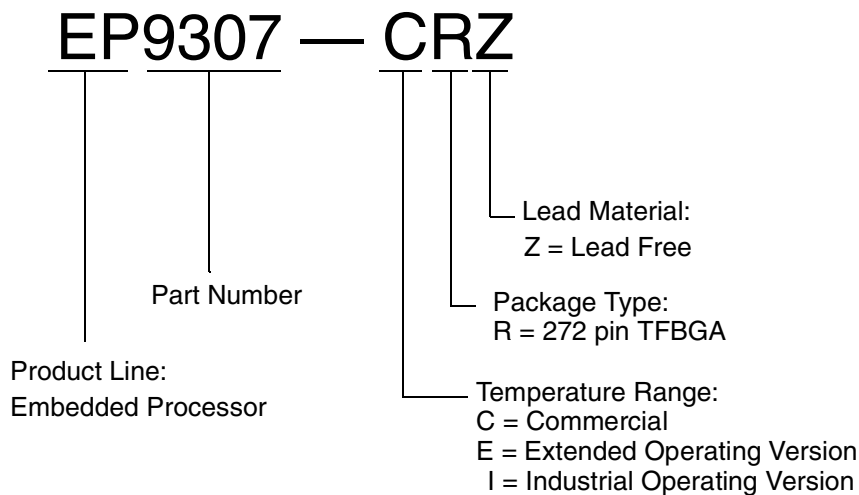 EP9307 — CRZ
Lead Material:
Z = Lead Free
Part Number
Package Type:
R = 272 pin TFBGA
Product Line:
Embedded Processor
Temperature Range:
C = Commercial
E = Extended Operating Version
I = Industrial Operating Version